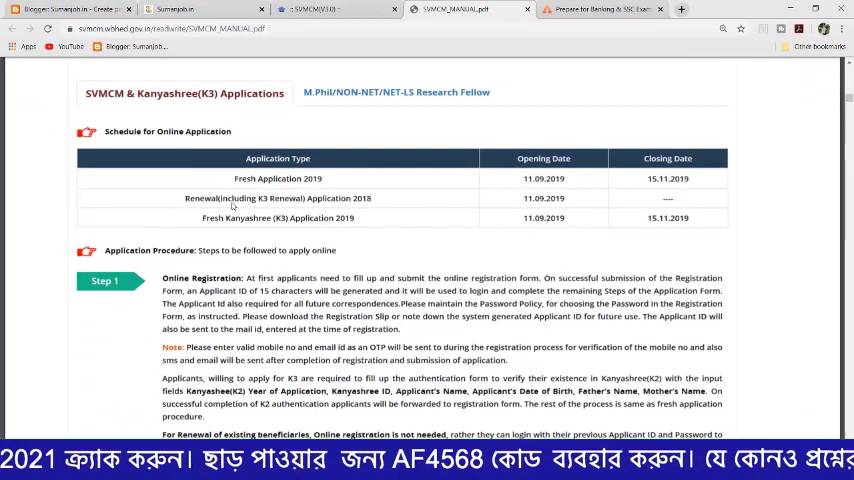 Blogger: Sumanjob.in - Create p
Sumanjob.in
:: SVMCM(V3.0) ::
SVMCM_MANUAL.pdf
Prepare for Banking & SSC Exam
svmcm.wbhed.gov.in/readwrite/SVMCM_MANUAL.pdf
Apps YouTube Blogger: Sumanjob.... Other bookmarks
SVMCM & Kanyashree(K3) Applications M.Phil/NON-NET/NET-LS Research Fellow
Schedule for Online Application
Application Type Opening Date Closing Date
Fresh Application 2019 11.09.2019 15.11.2019
Renewal(including K3 Renewal) Application 2018 11.09.2019 ----
Fresh Kanyashree (K3) Application 2019 11.09.2019 15.11.2019
Application Procedure: Steps to be followed to apply online
Step 1
Online Registration: At first applicants need to fill up and submit the online registration form. On successful submission of the Registration
Form, an Applicant ID of 15 characters will be generated and it will be used to login and complete the remaining Steps of the Application Form.
The Applicant Id also required for all future correspondences.Please maintain the Password Policy, for choosing the Password in the Registration
Form, as instructed. Please download the Registration Slip or note down the system generated Applicant ID for future use. The Applicant ID will
also be sent to the mail id, entered at the time of registration.
Note: Please enter valid mobile no and email id as an OTP will be sent to during the registration process for verification of the mobile no and also
sms and email will be sent after completion of registration and submission of application.
Applicants, willing to apply for K3 are required to fill up the authentication form to verify their existence in Kanyashree(K2) with the input
fields Kanyashee(K2) Year of Application, Kanyashree ID, Applicant's Name, Applicant's Date of Birth, Father's Name, Mother's Name. On
successful completion of K2 authentication applicants will be forwarded to registration form. The rest of the process is same as fresh application
procedure.
For Renewal of existing beneficiaries, Online registration is not needed, rather they can login with their previous Applicant ID and Password to
2021 ক্র্যাক করুন। ছাড় পাওয়ার জন্য AF4568 কোড ব্যবহার করুন। যে কোনও প্রশ্নের